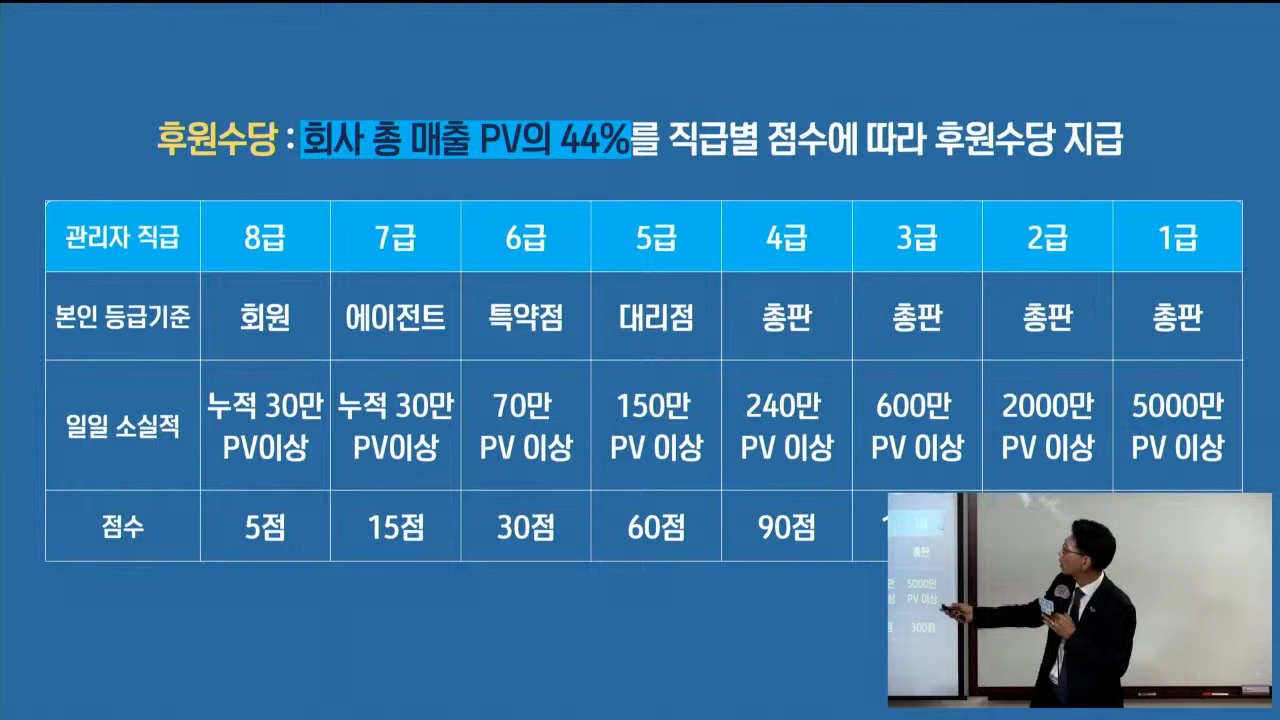 후원수당 : 회사 총 매출 PV의 44%를 직급별 점수에 따라 후원수당 지급
관리자 직급 8급 7급 6급 5급 4급 3급 2급 1급
본인 등급기준 회원 에이전트 특약점 대리점 총판 총판 총판 총판
일일 소실적 누적 30만 PV이상 누적 30만 PV이상 70만 PV 이상 150만 PV 이상 240만 PV 이상 600만 PV 이상 2000만 PV 이상 5000만 PV 이상
점수 5점 15점 30점 60점 90점
총판
5000만
PV 이상
300점